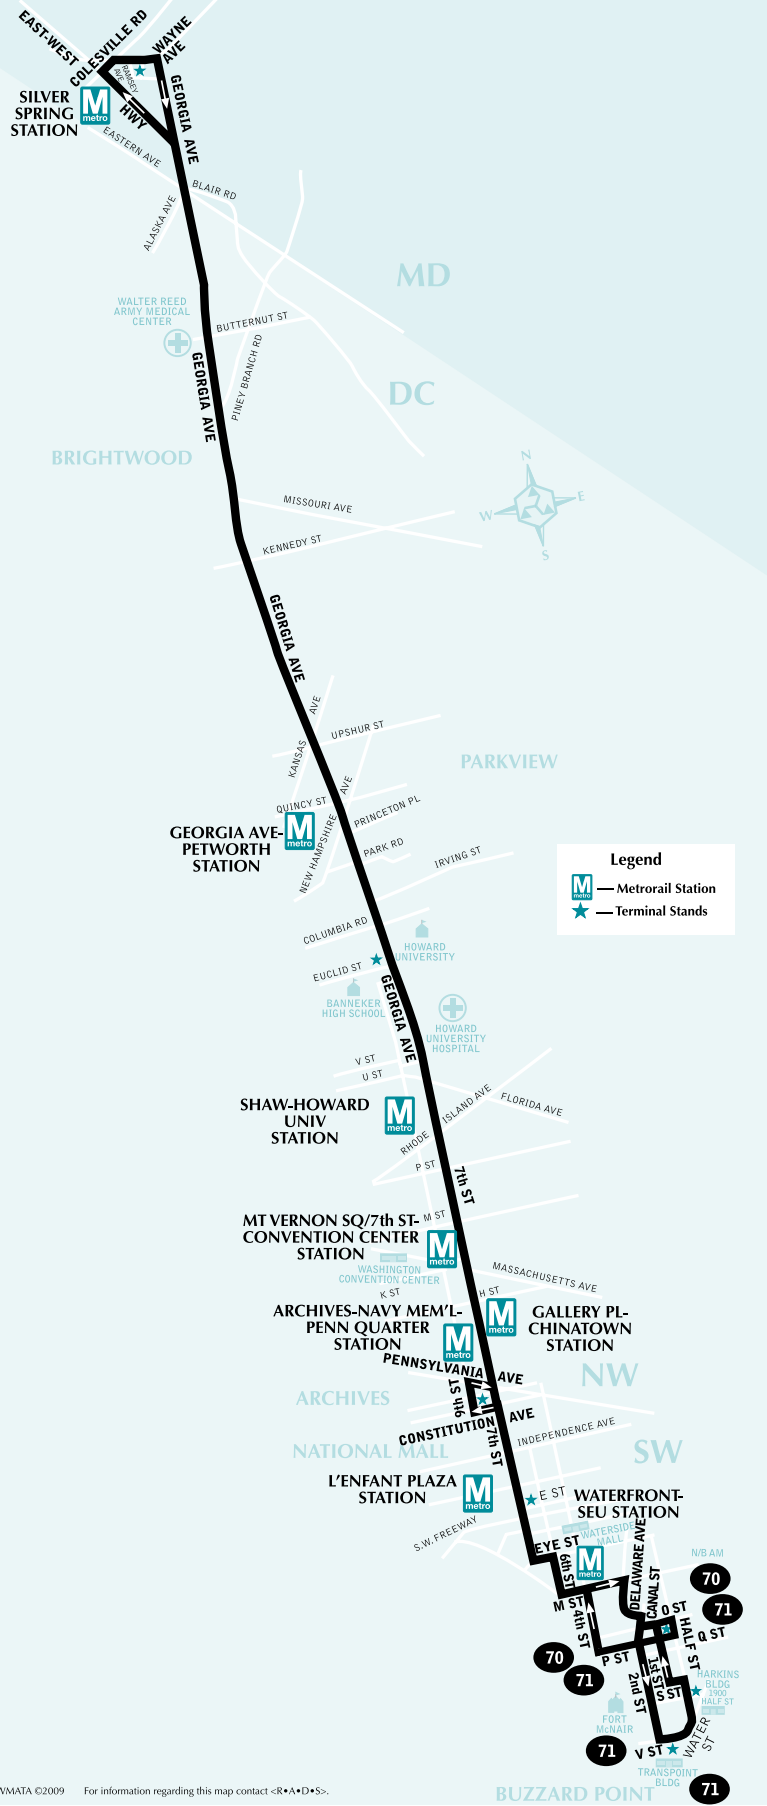 EAST-WEST
HWY
COLESVILLE RD
WAYNE
AVE
RAMSEY
AVE
GEORGIA AVE
SILVER
SPRING
STATION
M
metro
EASTERN AVE
BLAIR RD
ALASKA AVE
MD
WALTER REED
ARMY MEDICAL
CENTER
BUTTERNUT ST
PINEY BRANCH RD
GEORGIA AVE
DC
BRIGHTWOOD
N
E
W
S
MISSOURI AVE
KENNEDY ST
GEORGIA AVE
KANSAS AVE
UPSHUR ST
PARKVIEW
QUINCY ST
NEW HAMPSHIRE AVE
PRINCETON PL
GEORGIA AVE-
PETWORTH
STATION
M
metro
PARK RD
IRVING ST
Legend
M
metro
Metrorail Station
Terminal Stands
COLUMBIA RD
HOWARD
UNIVERSITY
EUCLID ST
BANNEKER
HIGH SCHOOL
GEORGIA AVE
HOWARD
UNIVERSITY
HOSPITAL
V ST
U ST
SHAW-HOWARD
UNIV
STATION
M
metro
RHODE ISLAND AVE
FLORIDA AVE
P ST
7th ST
M ST
MT VERNON SQ/7th ST-
CONVENTION CENTER
STATION
M
metro
WASHINGTON
CONVENTION CENTER
MASSACHUSETTS AVE
K ST
H ST
ARCHIVES-NAVY MEM'L-
PENN QUARTER
STATION
M
metro
M
metro
GALLERY PL-
CHINATOWN
STATION
PENNSYLVANIA AVE
NW
9th ST
ARCHIVES
CONSTITUTION AVE
7th ST
INDEPENDENCE AVE
NATIONAL MALL
SW
L'ENFANT PLAZA
STATION
M
metro
E ST
WATERFRONT-
SEU STATION
S.W. FREEWAY
WATERSIDE
MALL
EYE ST
M
metro
6th ST
DELAWARE AVE
CANAL ST
N/B AM
70
71
M ST
4th ST
O ST
HALF ST
Q ST
P ST
70
71
1st ST
2nd ST
S ST
HARKINS
BLDG
1900
HALF ST
FORT
McNAIR
WATER
ST
71
V ST
TRANSPOINT
BLDG
71
BUZZARD POINT
WMATA ©2009 For information regarding this map contact <R•A•D•S>.